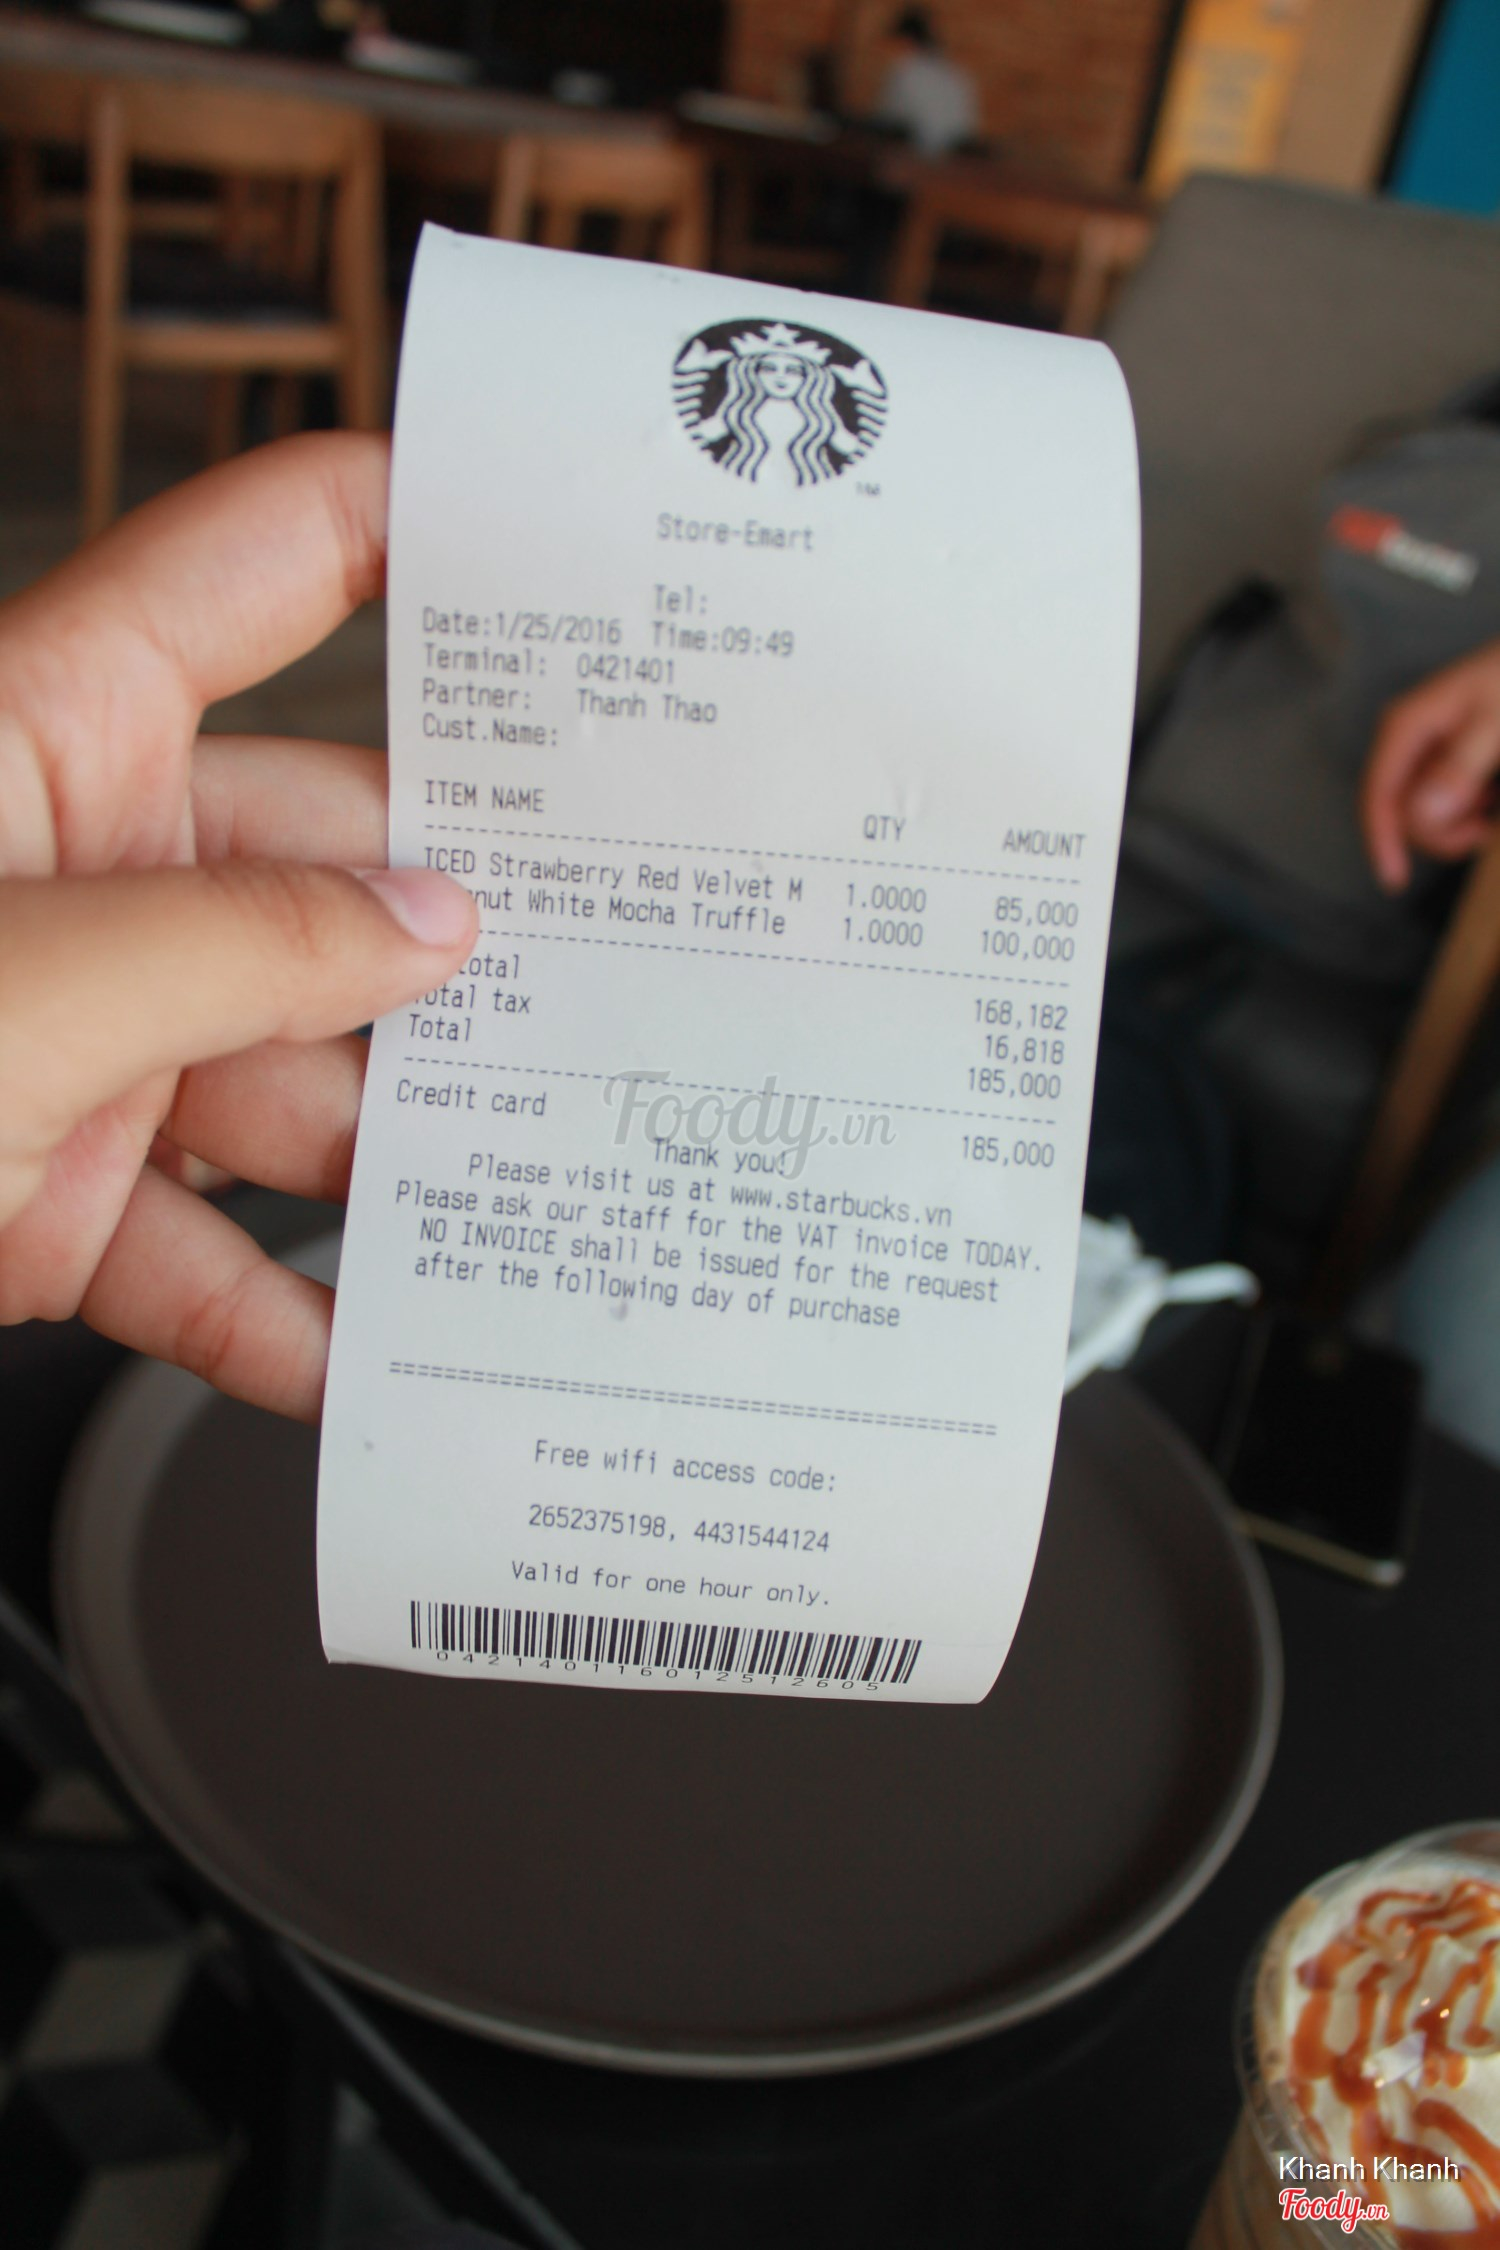 TM
Store-Emart
Tel:
Date:1/25/2016 Time:09:49
Terminal: 0421401
Partner: Thanh Thao
Cust.Name:
ITEM NAME QTY AMOUNT
ICED Strawberry Red Velvet M 1.0000 85,000
nut White Mocha Truffle 1.0000 100,000
total 168,182
Total tax 16,818
Total 185,000
Credit card 185,000
Foody.vn
Thank you!
Please visit us at www.starbucks.vn
Please ask our staff for the VAT invoice TODAY.
NO INVOICE shall be issued for the request
after the following day of purchase
Free wifi access code:
2652375198, 4431544124
Valid for one hour only.
042140116012512605
Khanh Khanh
Foody.vn